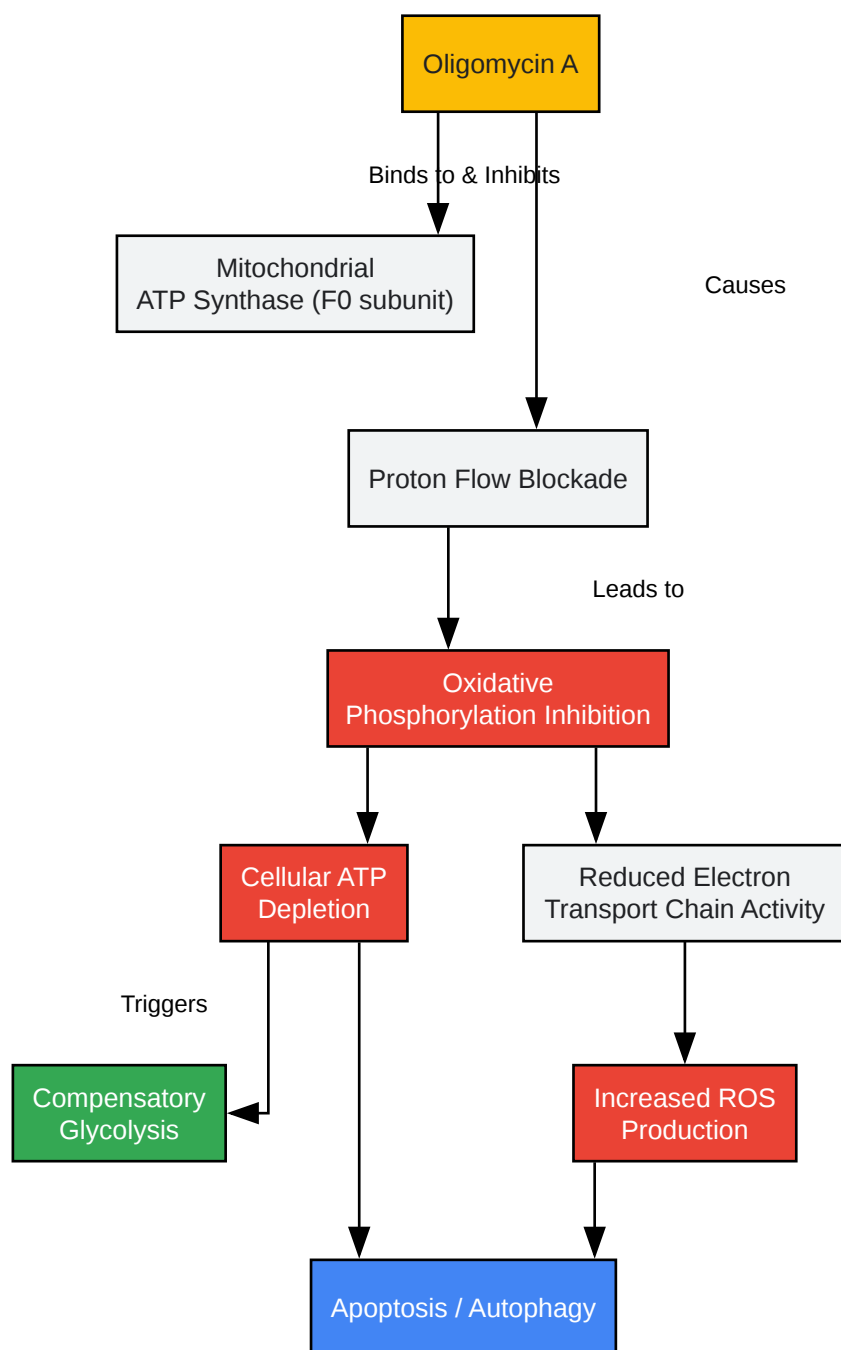 Oligomycin A
Binds to & Inhibits
Mitochondrial
ATP Synthase (F0 subunit)
Causes
Proton Flow Blockade
Leads to
Oxidative
Phosphorylation Inhibition
Cellular ATP
Depletion
Reduced Electron
Transport Chain Activity
Triggers
Compensatory
Glycolysis
Increased ROS
Production
Apoptosis / Autophagy